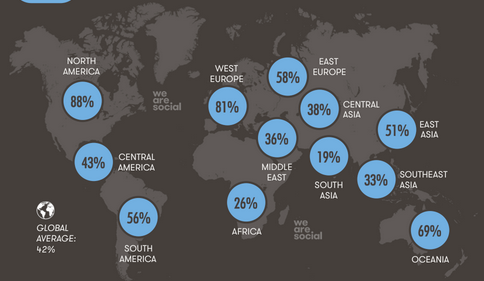 NORTH
AMERICA
88%
we
are.
social
WEST
EUROPE
81%
EAST
EUROPE
58%
38%
CENTRAL
ASIA
51%
EAST
ASIA
36%
MIDDLE
EAST
19%
SOUTH
ASIA
33%
SOUTHEAST
ASIA
43%
CENTRAL
AMERICA
26%
AFRICA
56%
SOUTH
AMERICA
we
are.
social
69%
OCEANIA
GLOBAL
AVERAGE:
42%